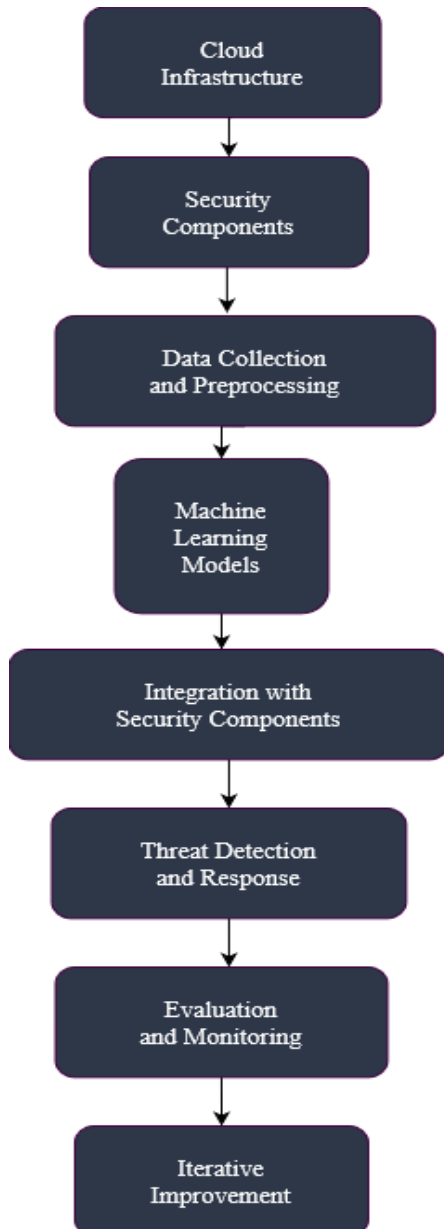 Cloud
Infrastructure
Security
Components
Data Collection
and Preprocessing
Machine
Learning
Models
Integration with
Security Components
Threat Detection
and Response
Evaluation
and Monitoring
Iterative
Improvement